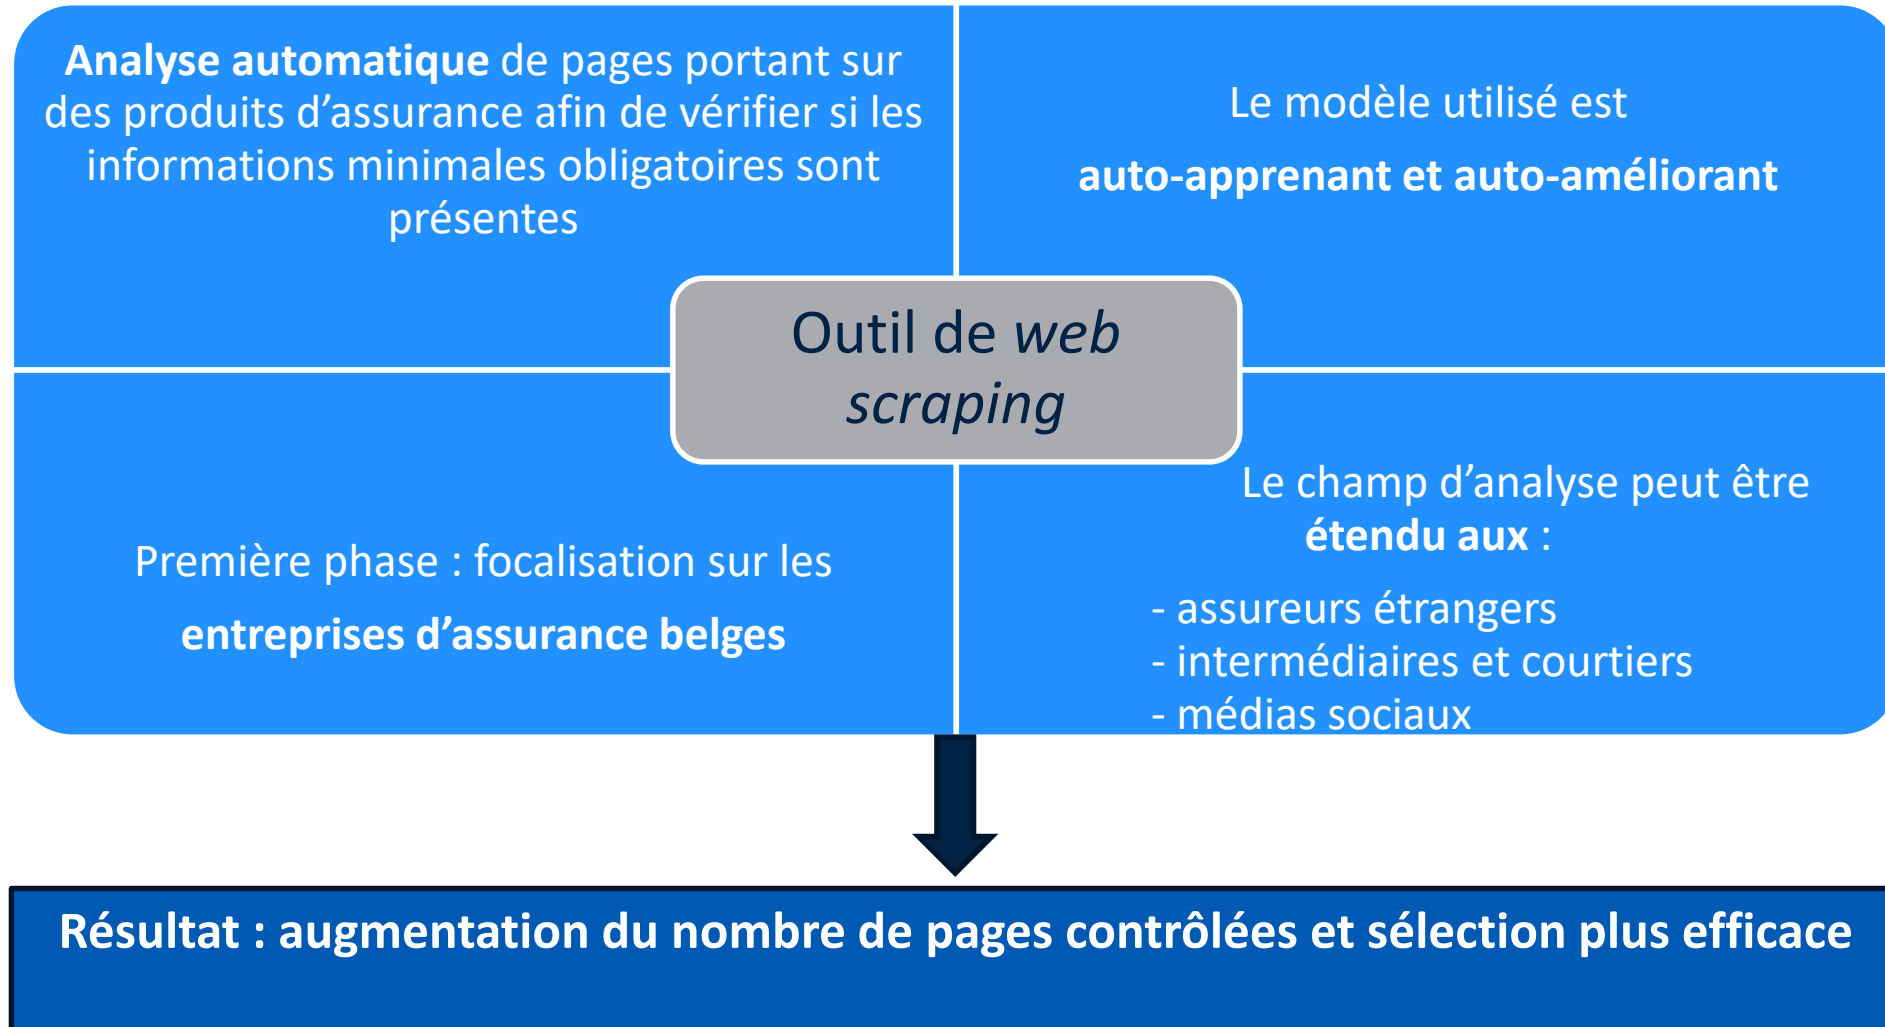 Analyse automatique de pages portant sur
des produits d'assurance afin de vérifier si les
informations minimales obligatoires sont
présentes
Le modèle utilisé est
auto-apprenant et auto-améliorant
Outil de web
scraping
Première phase : focalisation sur les
entreprises d’assurance belges
Le champ d’analyse peut être
étendu aux :
- assureurs étrangers
- intermédiaires et courtiers
- médias sociaux
Résultat : augmentation du nombre de pages contrôlées et sélection plus efficace